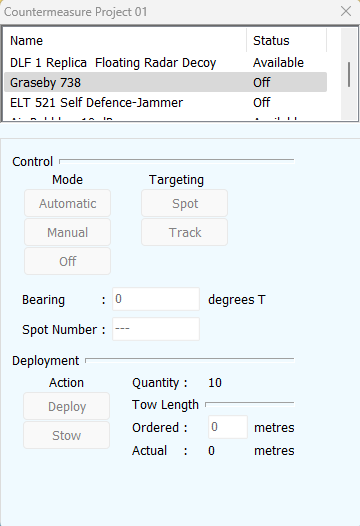 Countermeasure Project 01
Name Status
DLF 1 Replica Floating Radar Decoy Available
Graseby 738 Off
ELT 521 Self Defence-Jammer Off
Control
Mode Targeting
Automatic Spot
Manual Track
Off
Bearing : 0 degrees T
Spot Number : ---
Deployment
Action Quantity : 10
Deploy Tow Length
Ordered : 0 metres
Stow
Actual : 0 metres